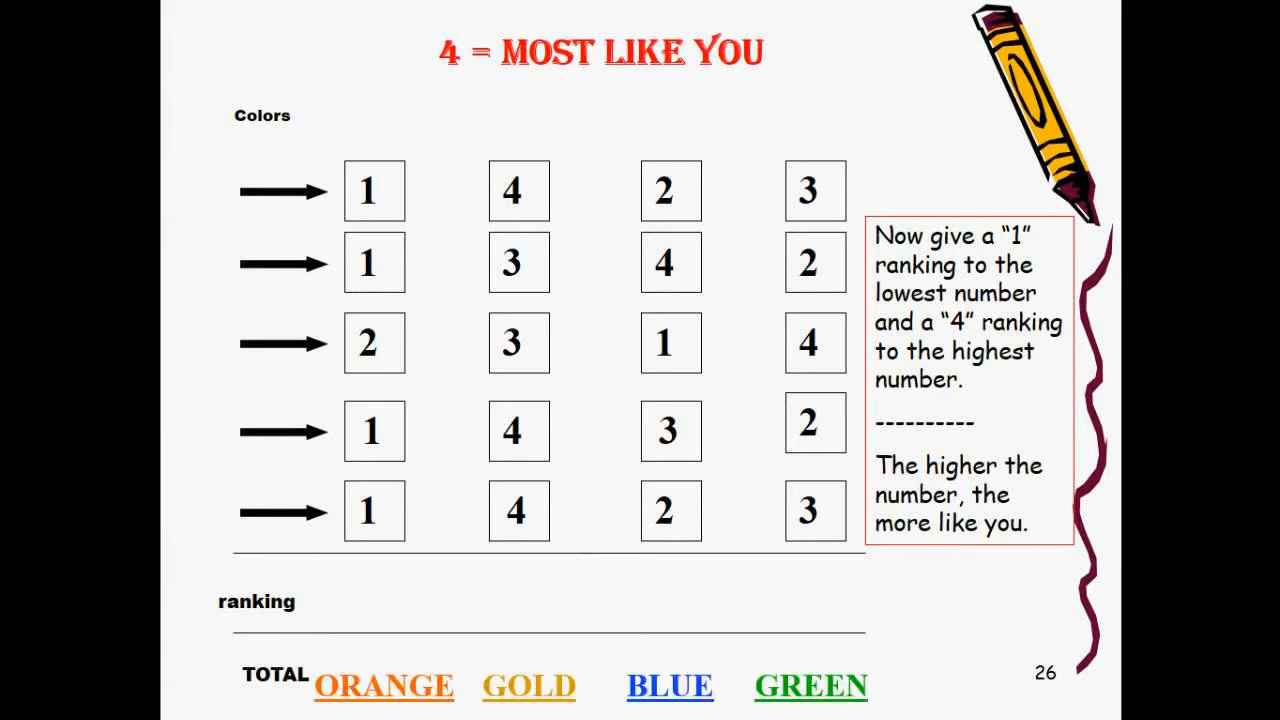 4 = MOST LIKE YOU
Colors
1 4 2 3
1 3 4 2
2 3 1 4
1 4 3 2
1 4 2 3
Now give a “1”
ranking to the
lowest number
and a “4” ranking
to the highest
number.
----------
The higher the
number, the
more like you.
ranking
TOTAL ORANGE GOLD BLUE GREEN
26